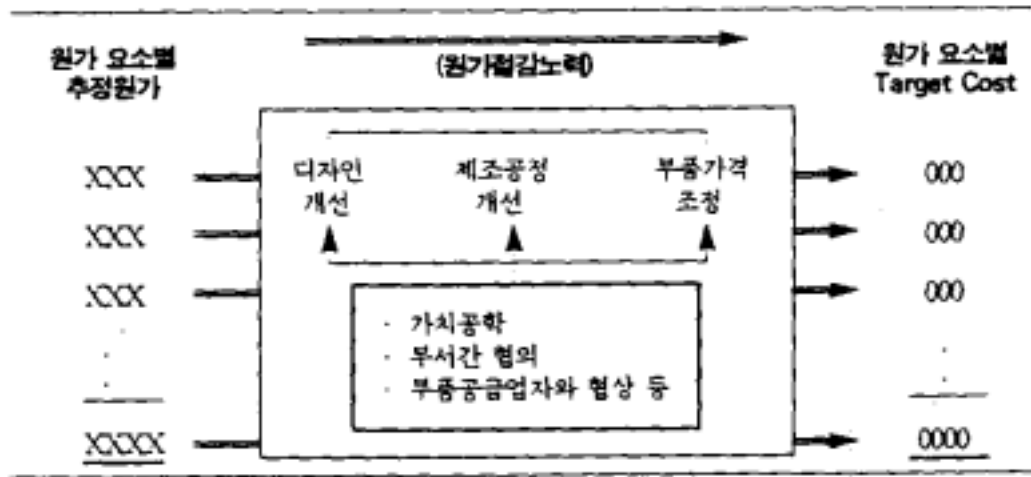 원가 요소별
추정원가
(원가절감노력)
원가 요소별
Target Cost
디자인
개선
제조공정
개선
부품가격
조정
XXX
000
XXX
000
XXX
000
· 가치공학
· 부서간 협의
· 부품공급업자와 협상 등
XXXX
0000